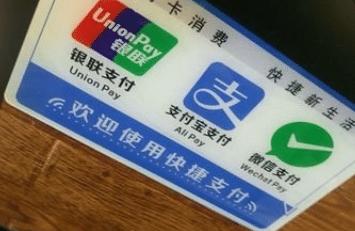 卡消费 快捷新生活
UnionPay
银联
银联支付
Union Pay
支
支付宝支付
Ali Pay
微信支付
Wechat Pay
欢迎使用快捷支付